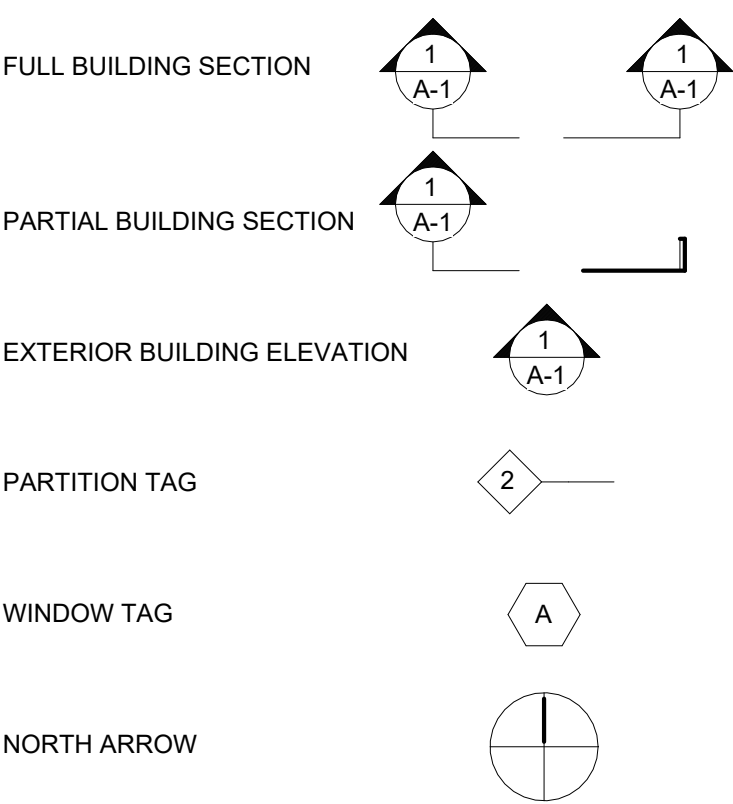 FULL BUILDING SECTION
1
A-1
1
A-1
PARTIAL BUILDING SECTION
1
A-1
EXTERIOR BUILDING ELEVATION
1
A-1
PARTITION TAG
2
WINDOW TAG
A
NORTH ARROW